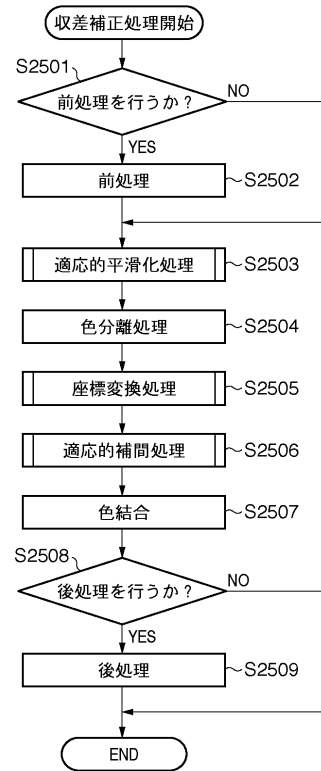 収差補正処理開始
S2501
前処理を行うか？
NO
YES
前処理
S2502
適応的平滑化処理
S2503
色分離処理
S2504
座標変換処理
S2505
適応的補間処理
S2506
色結合
S2507
S2508
後処理を行うか？
NO
YES
後処理
S2509
END